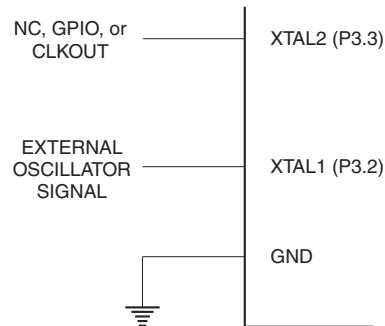 NC, GPIO, or
CLKOUT
XTAL2 (P3.3)
EXTERNAL
OSCILLATOR
SIGNAL
XTAL1 (P3.2)
GND